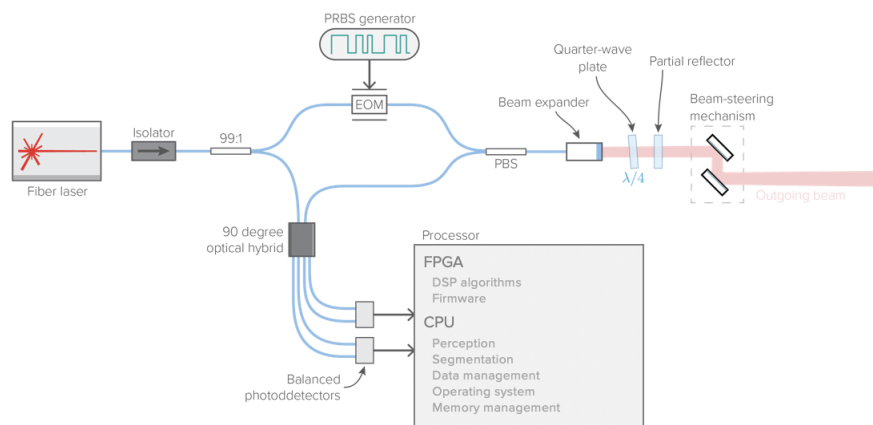 PRBS generator
Quarter-wave
plate
Partial reflector
Beam expander
Beam-steering
mechanism
EOM
Isolator
99:1
PBS
λ/4
Fiber laser
Outgoing beam
90 degree
optical hybrid
Processor
FPGA
DSP algorithms
Firmware
CPU
Perception
Segmentation
Data management
Operating system
Memory management
Balanced
photoddetectors